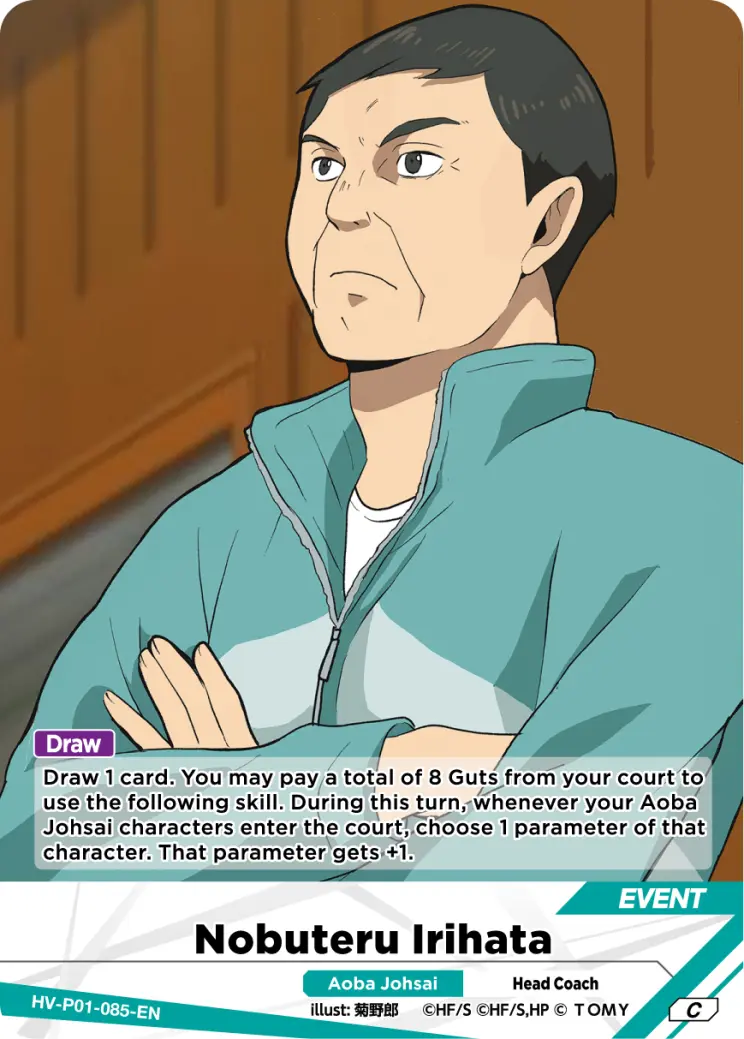 Draw
Draw 1 card. You may pay a total of 8 Guts from your court to
use the following skill. During this turn, whenever your Aoba
Johsai characters enter the court, choose 1 parameter of that
character. That parameter gets +1.
EVENT
Nobuteru Irihata
Aoba Johsai
Head Coach
HV-P01-085-EN
illust: 菊野郎 ©HF/S ©HF/S,HP © TOMY
C